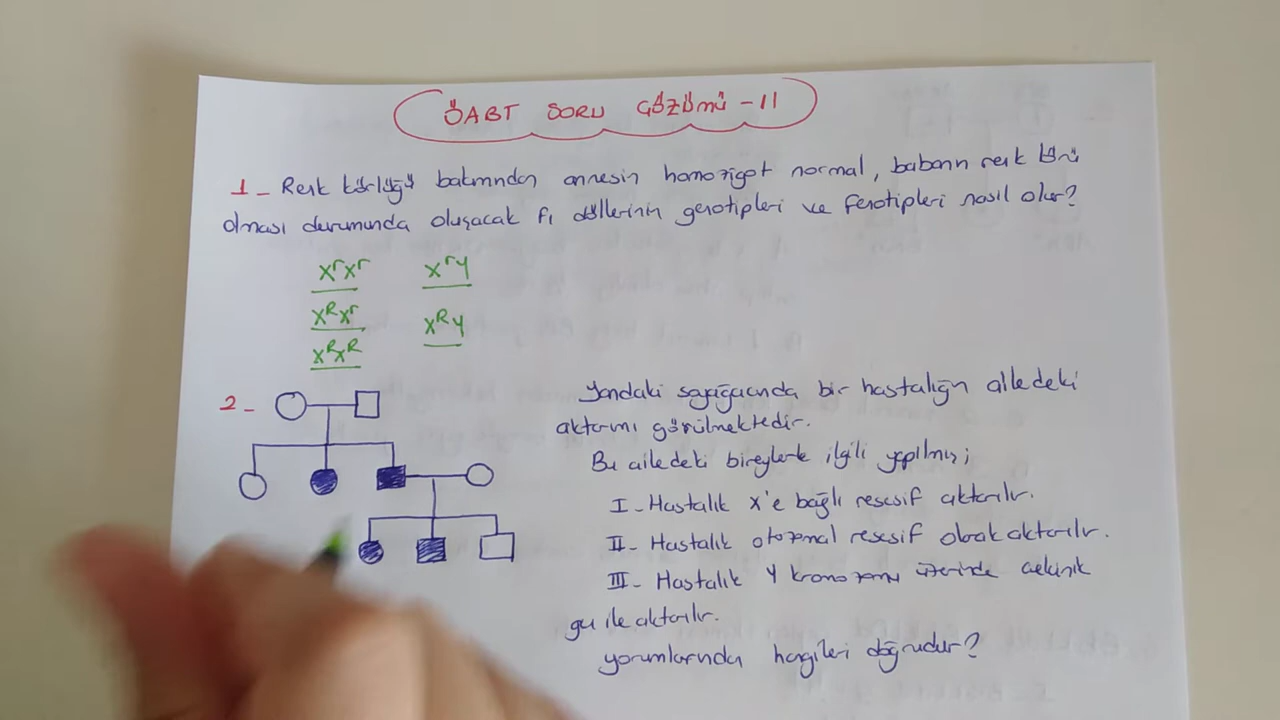 ÖABT SORU ÇÖZÜMÜ - 11
1 - Renk körlüğü bakımından annesin homozigot normal, babanın renk körü
olması durumunda oluşacak F1 döllerinin genotipleri ve fenotipleri nasıl olur?
XrXr XrY
XRXr XRY
XRXR
2 -
Yandaki soyağacında bir hastalığın ailedeki
aktarımı görülmektedir.
Bu ailedeki bireylerle ilgili yapılmış;
I - Hastalık X'e bağlı resesif aktarılır.
II - Hastalık otozomal resesif olarak aktarılır.
III - Hastalık Y kromozomu üzerinde çekinik
gen ile aktarılır.
yorumlarından hangileri doğrudur?